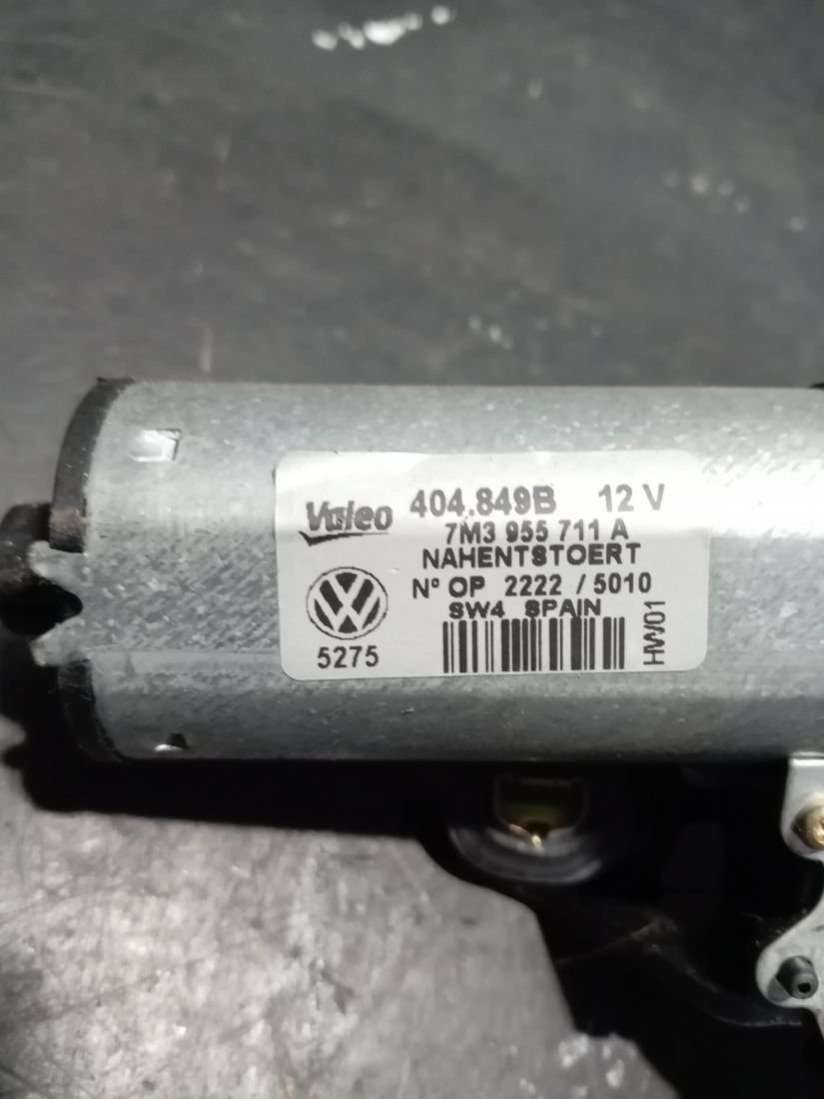 Valeo 404.849B 12 V
7M3 955 711 A
NAHENTSTOERT
N° OP 2222 / 5010
SW4 SPAIN
5275
HW01